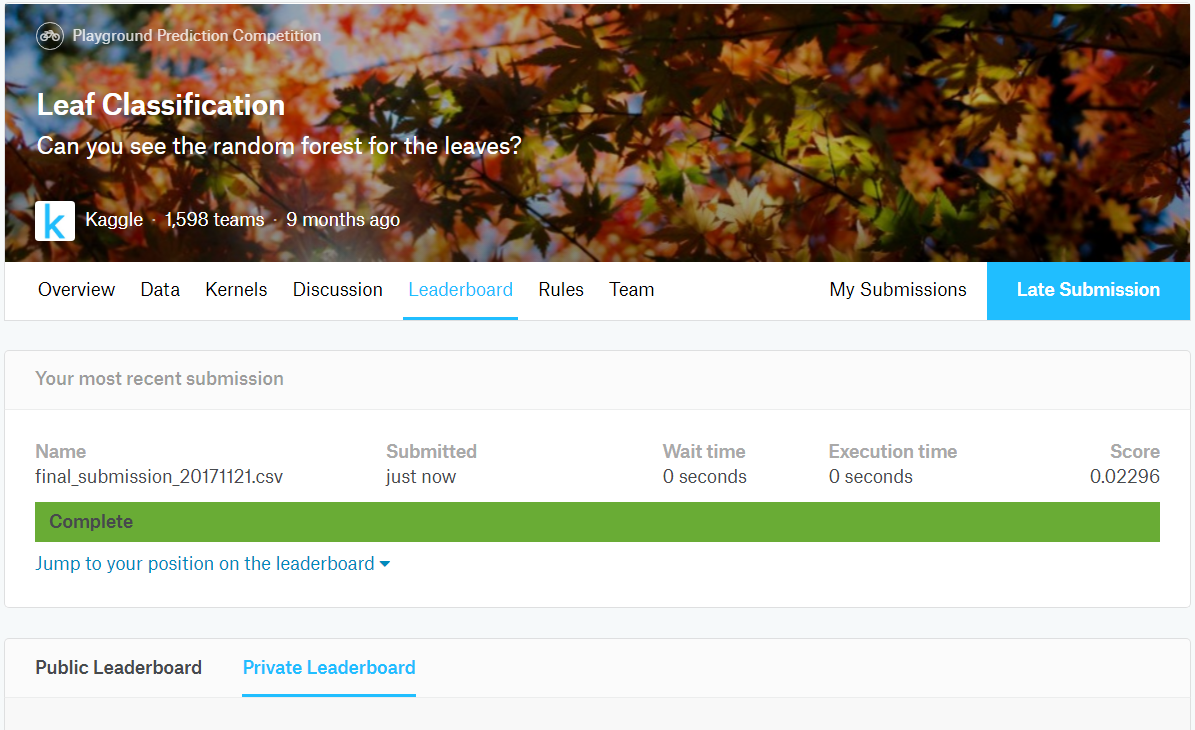 Playground Prediction Competition
Leaf Classification
Can you see the random forest for the leaves?
k Kaggle · 1,598 teams · 9 months ago
Overview Data Kernels Discussion Leaderboard Rules Team My Submissions Late Submission
Your most recent submission
Name Submitted Wait time Execution time Score
final_submission_20171121.csv just now 0 seconds 0 seconds 0.02296
Complete
Jump to your position on the leaderboard
Public Leaderboard Private Leaderboard